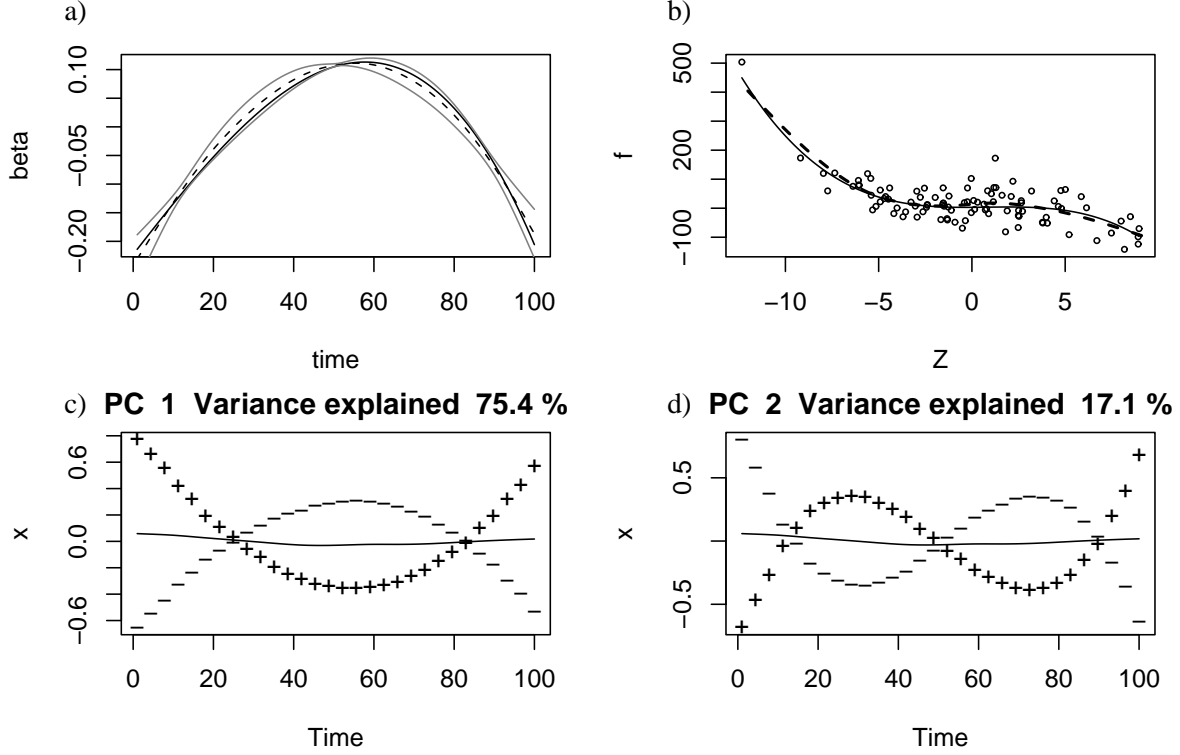 a)
0.10
−0.05
−0.20
beta
0 20 40 60 80 100
time
b)
500
200
−100
f
−10 −5 0 5
Z
c) PC 1 Variance explained 75.4 %
0.6
0.0
−0.6
x
0 20 40 60 80 100
Time
d) PC 2 Variance explained 17.1 %
0.5
−0.5
x
0 20 40 60 80 100
Time